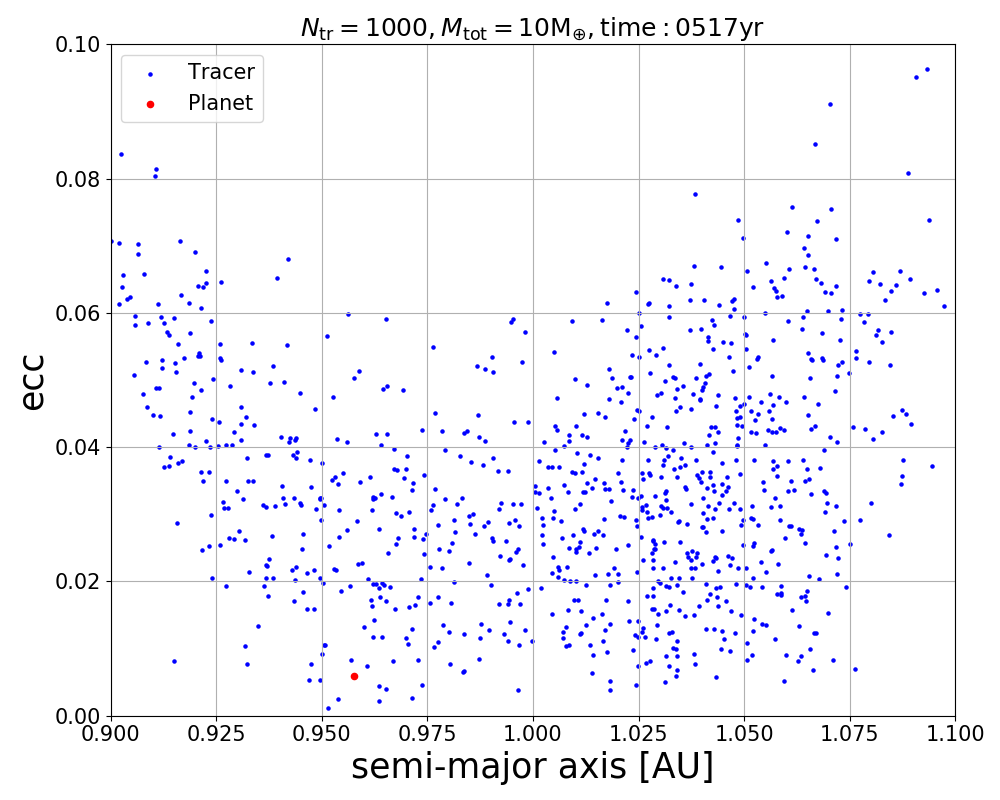 N_tr = 1000, M_tot = 10M_⊕, time : 0517yr
Tracer
Planet
ecc
0.10
0.08
0.06
0.04
0.02
0.00
0.900 0.925 0.950 0.975 1.000 1.025 1.050 1.075 1.100
semi-major axis [AU]